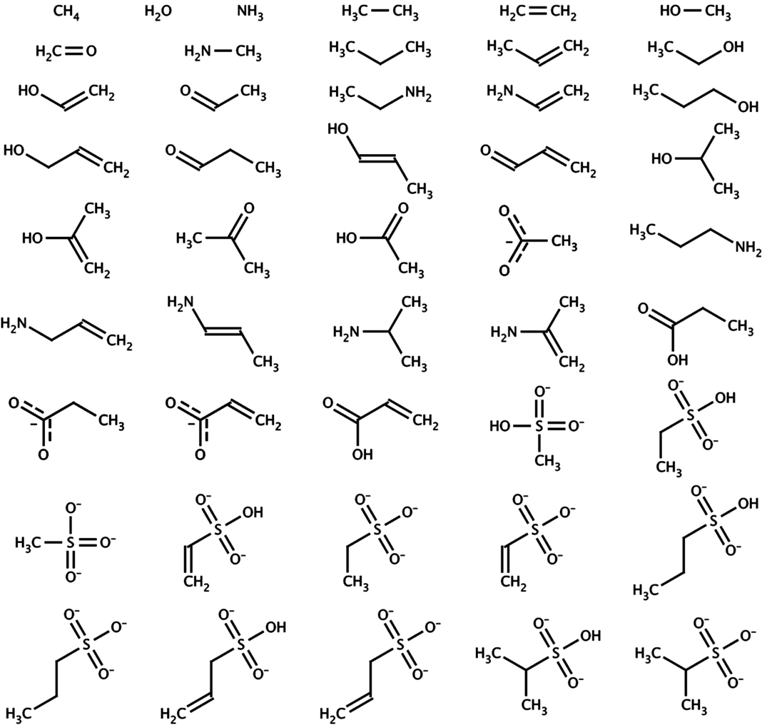 CH₄ H₂O NH₃ H₃C CH₃ H₂C CH₂ HO CH₃
H₂C O H₂N CH₃ H₃C CH₃ H₃C CH₂ H₃C OH
HO CH₂ O CH₃ H₃C NH₂ H₂N CH₂ H₃C OH
HO CH₂ O CH₃ HO CH₃ O CH₂ CH₃ HO CH₃
CH₃ HO CH₂ O H₃C CH₃ O HO CH₃ O − CH₃ O H₃C NH₂
H₂N CH₂ H₂N CH₃ CH₃ H₂N CH₃ CH₃ H₂N CH₂ O CH₃ OH
O CH₃ − O O CH₂ − O O CH₂ OH O⁻ HO S O⁻ CH₃ O⁻ OH S O⁻ CH₃
O⁻ H₃C S O⁻ O⁻ O⁻ OH S O⁻ CH₂ O⁻ O⁻ S O⁻ CH₃ O⁻ O⁻ S O⁻ CH₂ O⁻ OH S O⁻ H₃C
O⁻ O⁻ S O⁻ H₃C O⁻ OH S O⁻ H₂C O⁻ O⁻ S O⁻ H₂C O⁻ OH H₃C S O⁻ CH₃ O⁻ O⁻ H₃C S O⁻ CH₃